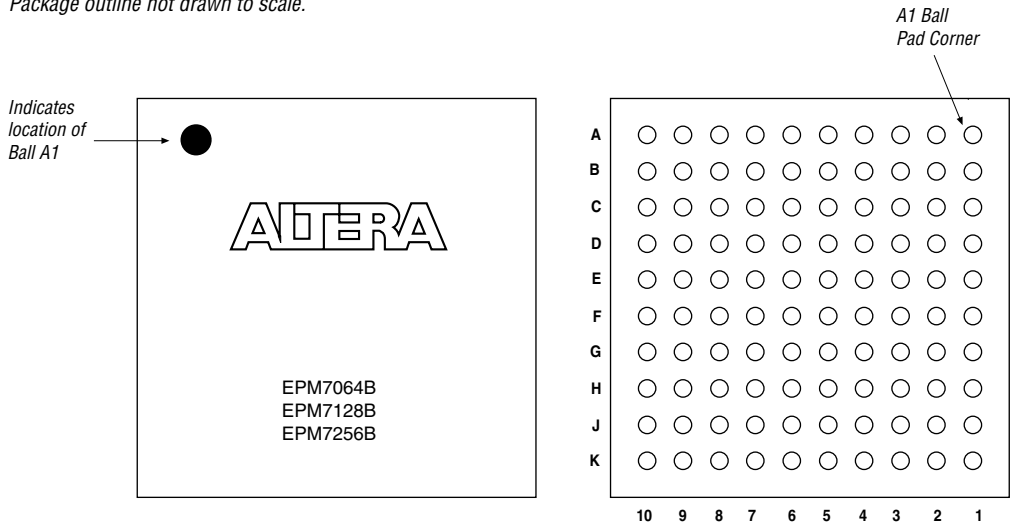 Package outline not drawn to scale.
A1 Ball
Pad Corner
Indicates
location of
Ball A1
ALTERA
EPM7064B
EPM7128B
EPM7256B
A
B
C
D
E
F
G
H
J
K
10 9 8 7 6 5 4 3 2 1